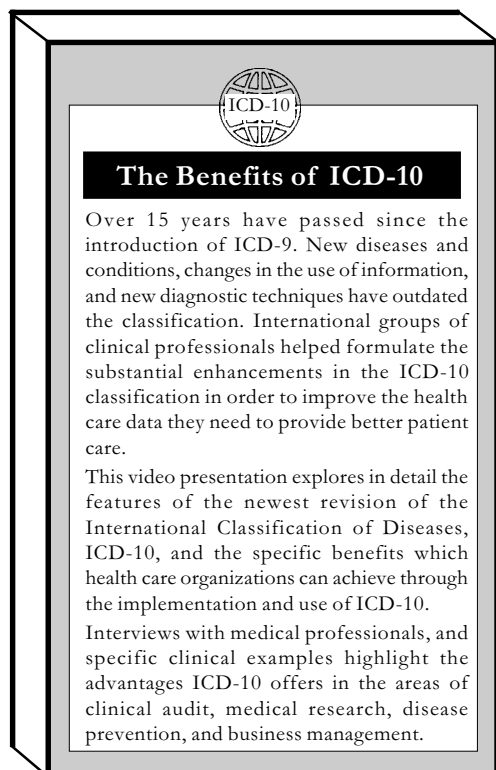 ICD-10
The Benefits of ICD-10
Over 15 years have passed since the
introduction of ICD-9. New diseases and
conditions, changes in the use of information,
and new diagnostic techniques have outdated
the classification. International groups of
clinical professionals helped formulate the
substantial enhancements in the ICD-10
classification in order to improve the health
care data they need to provide better patient
care.
This video presentation explores in detail the
features of the newest revision of the
International Classification of Diseases,
ICD-10, and the specific benefits which
health care organizations can achieve through
the implementation and use of ICD-10.
Interviews with medical professionals, and
specific clinical examples highlight the
advantages ICD-10 offers in the areas of
clinical audit, medical research, disease
prevention, and business management.